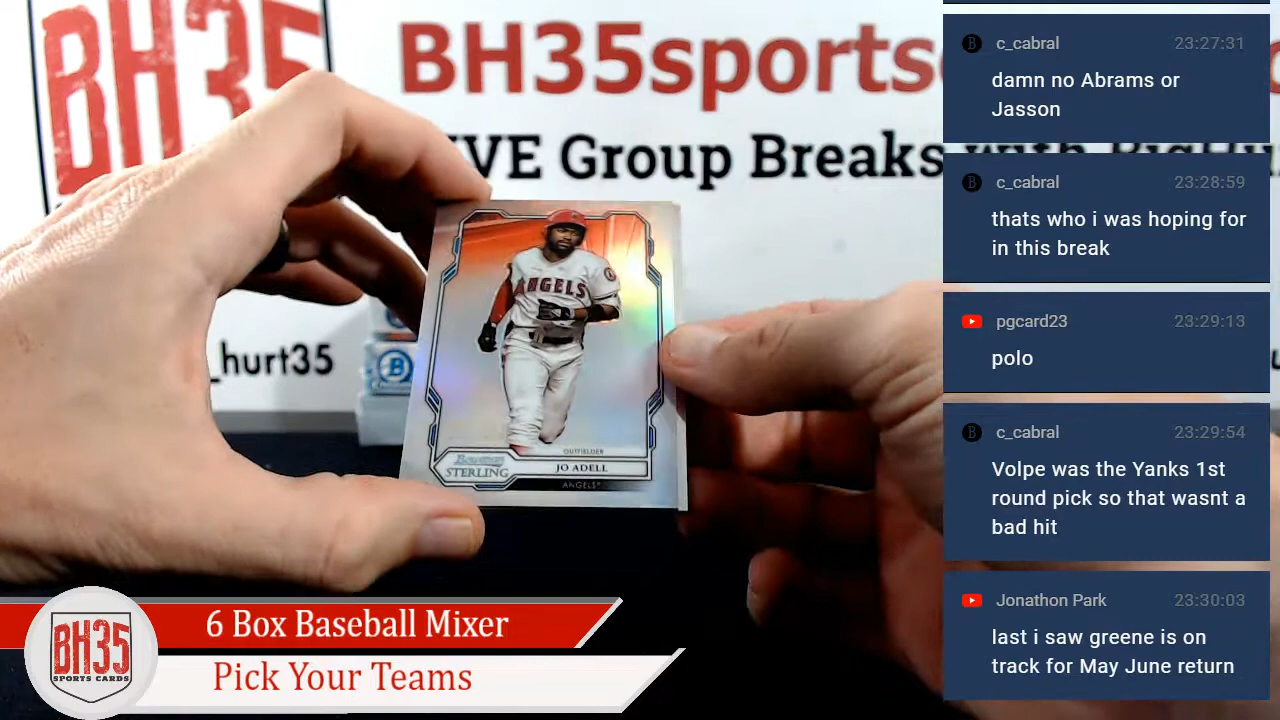 BH35
BH35sports
LIVE Group Breaks with BigHu
_hurt35
B
ANGELS
OUTFIELDER
BOWMAN
STERLING
JO ADELL
ANGELS®
6 Box Baseball Mixer
Pick Your Teams
BH35
SPORTS CARDS
c_cabral 23:27:31
damn no Abrams or
Jasson
c_cabral 23:28:59
thats who i was hoping for
in this break
pgcard23 23:29:13
polo
c_cabral 23:29:54
Volpe was the Yanks 1st
round pick so that wasnt a
bad hit
Jonathon Park 23:30:03
last i saw greene is on
track for May June return